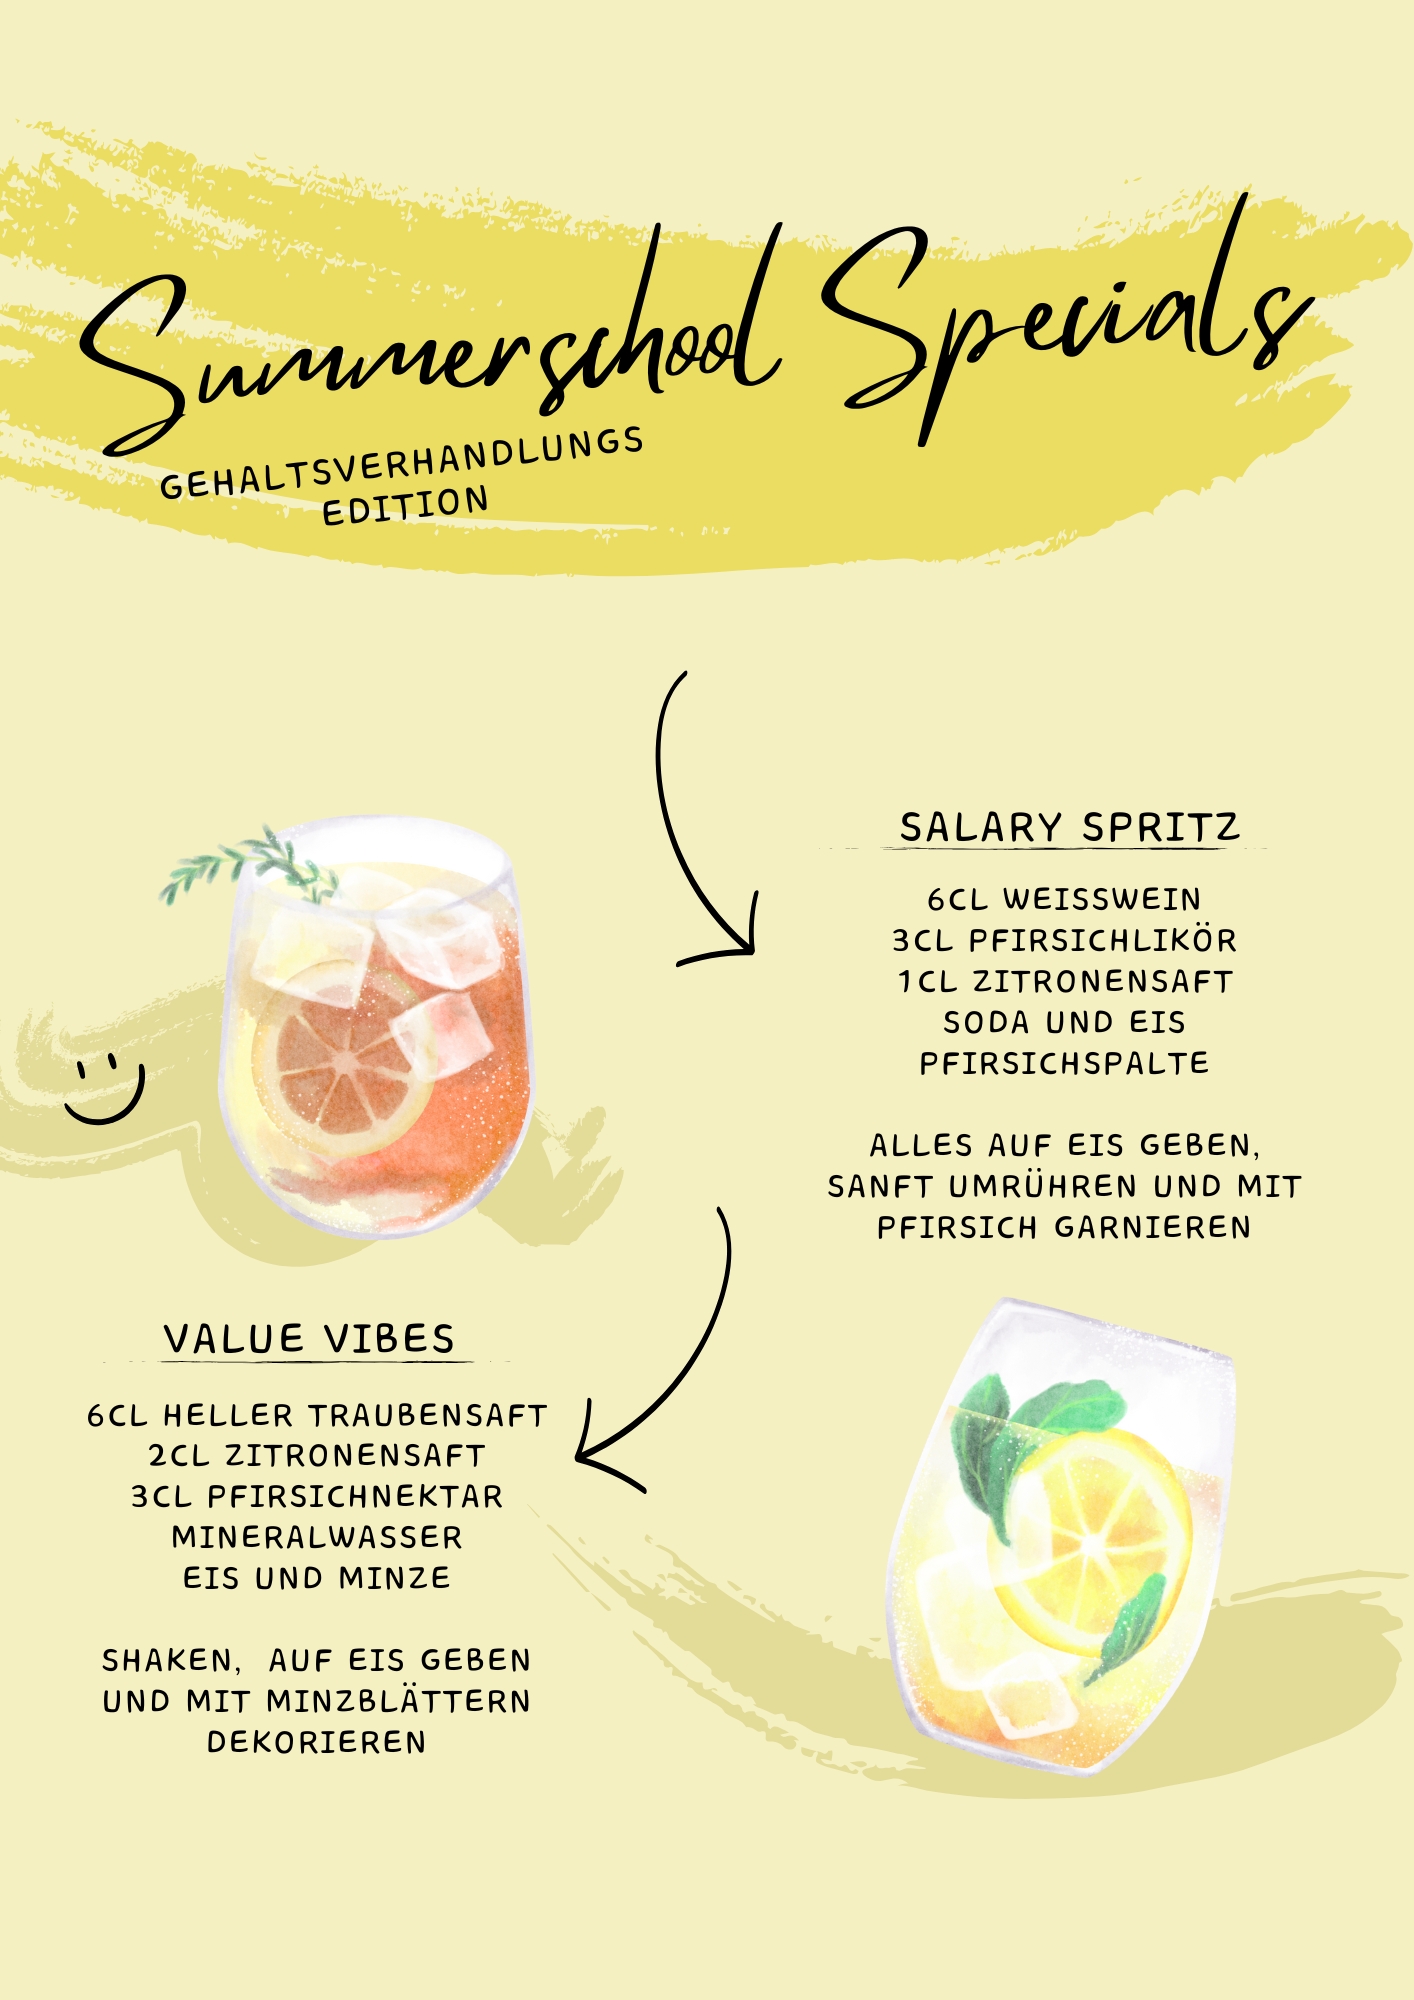 Summerschool Specials
GEHALTSVERHANDLUNGS
EDITION
SALARY SPRITZ
6CL WEISSWEIN
3CL PFIRSICHLIKÖR
1CL ZITRONENSAFT
SODA UND EIS
PFIRSICHSPALTE
ALLES AUF EIS GEBEN,
SANFT UMRÜHREN UND MIT
PFIRSICH GARNIEREN
VALUE VIBES
6CL HELLER TRAUBENSAFT
2CL ZITRONENSAFT
3CL PFIRSICHNEKTAR
MINERALWASSER
EIS UND MINZE
SHAKEN, AUF EIS GEBEN
UND MIT MINZBLÄTTERN
DEKORIEREN